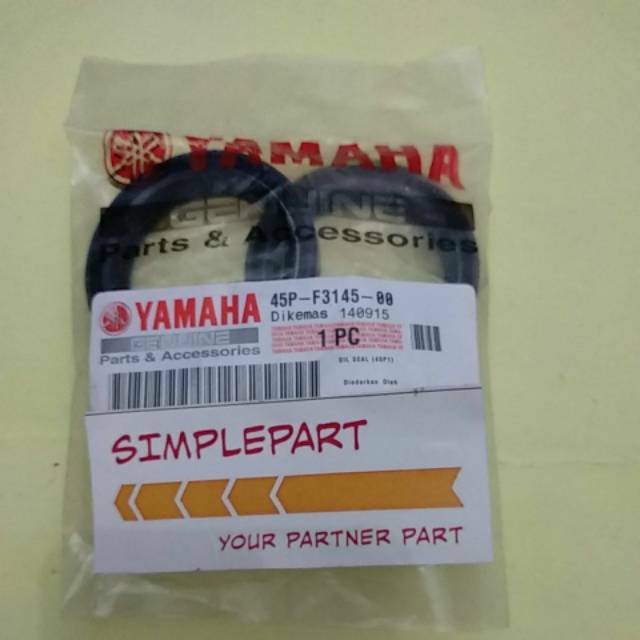 YAMAHA
GENUINE
Parts & Accessories
YAMAHA
GENUINE
Parts & Accessories
45P-F3145-00
Dikemas 140915
1 PC
OIL SEAL (45P1)
Diedarkan Oleh
SIMPLEPART
YOUR PARTNER PART